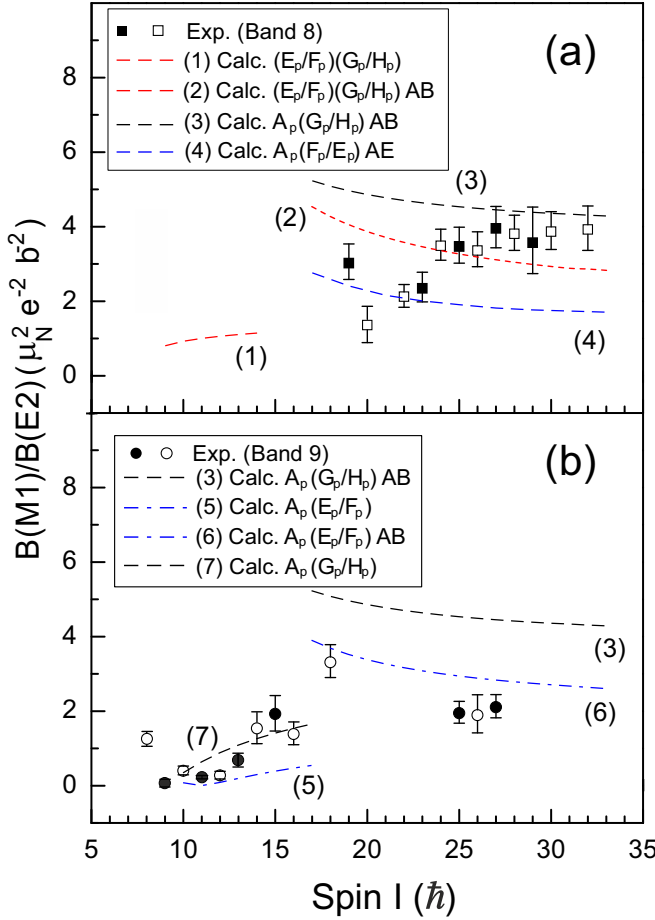 Exp. (Band 8)
(1) Calc. (Eₚ/Fₚ)(Gₚ/Hₚ)
(2) Calc. (Eₚ/Fₚ)(Gₚ/Hₚ) AB
(3) Calc. Aₚ(Gₚ/Hₚ) AB
(4) Calc. Aₚ(Fₚ/Eₚ) AE
(a)
8
6
4
2
0
(3)
(2)
(1)
(4)
B(M1)/B(E2) (μ_N² e⁻² b⁻²)
Exp. (Band 9)
(3) Calc. Aₚ(Gₚ/Hₚ) AB
(5) Calc. Aₚ(Eₚ/Fₚ)
(6) Calc. Aₚ(Eₚ/Fₚ) AB
(7) Calc. Aₚ(Gₚ/Hₚ)
(b)
8
6
4
2
0
(3)
(6)
(7)
(5)
5 10 15 20 25 30 35
Spin I (ℏ)